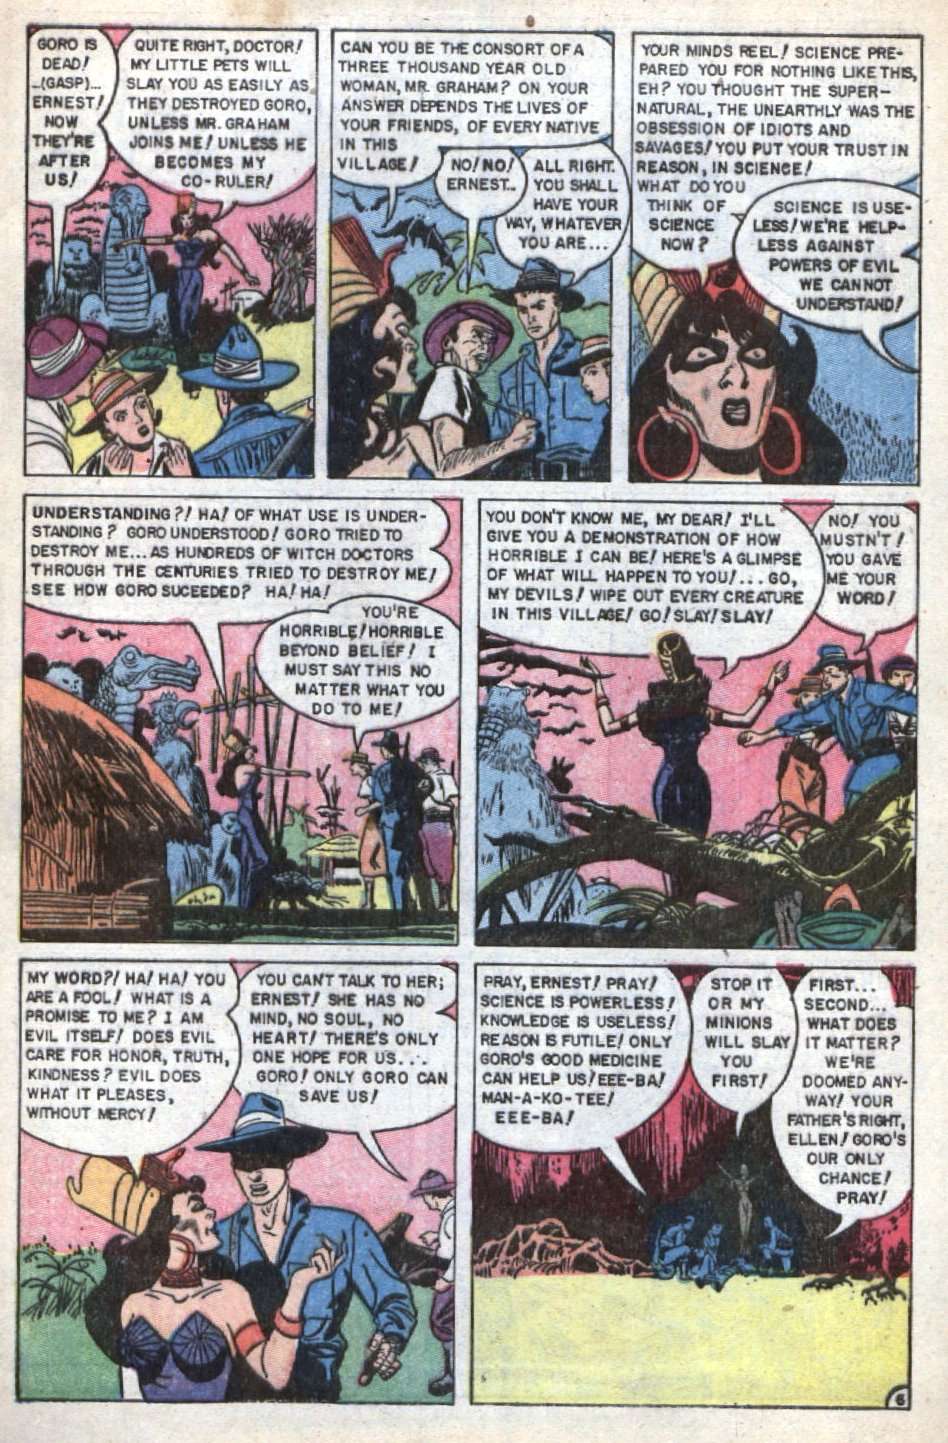 GORO IS
DEAD!
..(GASP)...
ERNEST!
NOW
THEY'RE
AFTER
US!
QUITE RIGHT, DOCTOR!
MY LITTLE PETS WILL
SLAY YOU AS EASILY AS
THEY DESTROYED GORO,
UNLESS MR. GRAHAM
JOINS ME! UNLESS HE
BECOMES MY
CO-RULER!
CAN YOU BE THE CONSORT OF A
THREE THOUSAND YEAR OLD
WOMAN, MR. GRAHAM? ON YOUR
ANSWER DEPENDS THE LIVES OF
YOUR FRIENDS, OF EVERY NATIVE
IN THIS
VILLAGE!
NO! NO!
ERNEST..
ALL RIGHT.
YOU SHALL
HAVE YOUR
WAY, WHATEVER
YOU ARE...
YOUR MINDS REEL! SCIENCE PRE-
PARED YOU FOR NOTHING LIKE THIS,
EH? YOU THOUGHT THE SUPER-
NATURAL, THE UNEARTHLY WAS THE
OBSESSION OF IDIOTS AND
SAVAGES! YOU PUT YOUR TRUST IN
REASON, IN SCIENCE!
WHAT DO YOU
THINK OF
SCIENCE
NOW?
SCIENCE IS USE-
LESS! WE'RE HELP-
LESS AGAINST
POWERS OF EVIL
WE CANNOT
UNDERSTAND!
UNDERSTANDING?! HA! OF WHAT USE IS UNDER-
STANDING? GORO UNDERSTOOD! GORO TRIED TO
DESTROY ME... AS HUNDREDS OF WITCH DOCTORS
THROUGH THE CENTURIES TRIED TO DESTROY ME!
SEE HOW GORO SUCEEDED? HA! HA!
YOU'RE
HORRIBLE! HORRIBLE
BEYOND BELIEF! I
MUST SAY THIS NO
MATTER WHAT YOU
DO TO ME!
YOU DON'T KNOW ME, MY DEAR! I'LL
GIVE YOU A DEMONSTRATION OF HOW
HORRIBLE I CAN BE! HERE'S A GLIMPSE
OF WHAT WILL HAPPEN TO YOU!... GO,
MY DEVILS! WIPE OUT EVERY CREATURE
IN THIS VILLAGE! GO! SLAY! SLAY!
NO! YOU
MUSTN'T!
YOU GAVE
ME YOUR
WORD!
MY WORD?! HA! HA! YOU
ARE A FOOL! WHAT IS A
PROMISE TO ME? I AM
EVIL ITSELF! DOES EVIL
CARE FOR HONOR, TRUTH,
KINDNESS? EVIL DOES
WHAT IT PLEASES,
WITHOUT MERCY!
YOU CAN'T TALK TO HER,
ERNEST! SHE HAS NO
MIND, NO SOUL, NO
HEART! THERE'S ONLY
ONE HOPE FOR US...
GORO! ONLY GORO CAN
SAVE US!
PRAY, ERNEST! PRAY!
SCIENCE IS POWERLESS!
KNOWLEDGE IS USELESS!
REASON IS FUTILE! ONLY
GORO'S GOOD MEDICINE
CAN HELP US! EEE-BA!
MAN-A-KO-TEE!
EEE-BA!
STOP IT
OR MY
MINIONS
WILL SLAY
YOU
FIRST!
FIRST...
SECOND...
WHAT DOES
IT MATTER?
WE'RE
DOOMED ANY-
WAY! YOUR
FATHER'S RIGHT,
ELLEN! GORO'S
OUR ONLY
CHANCE!
PRAY!
6